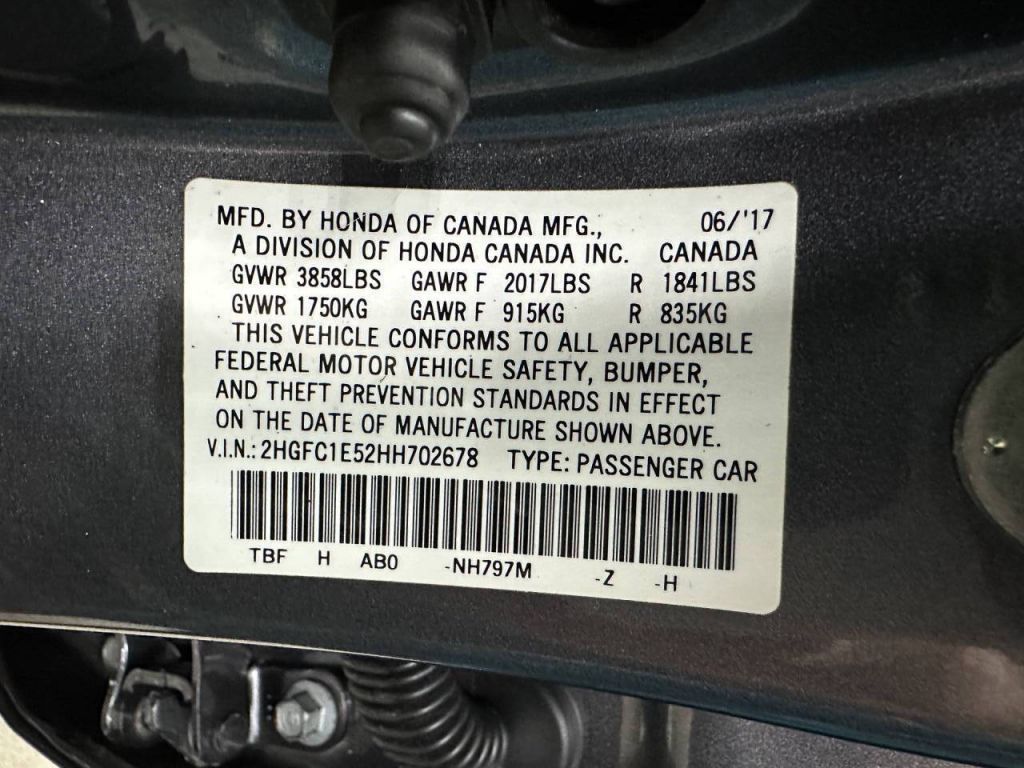 MFD. BY HONDA OF CANADA MFG., 06/'17
A DIVISION OF HONDA CANADA INC. CANADA
GVWR 3858LBS GAWR F 2017LBS R 1841LBS
GVWR 1750KG GAWR F 915KG R 835KG
THIS VEHICLE CONFORMS TO ALL APPLICABLE
FEDERAL MOTOR VEHICLE SAFETY, BUMPER,
AND THEFT PREVENTION STANDARDS IN EFFECT
ON THE DATE OF MANUFACTURE SHOWN ABOVE.
V.I.N.: 2HGFC1E52HH702678 TYPE: PASSENGER CAR
TBF H AB0 -NH797M -Z -H